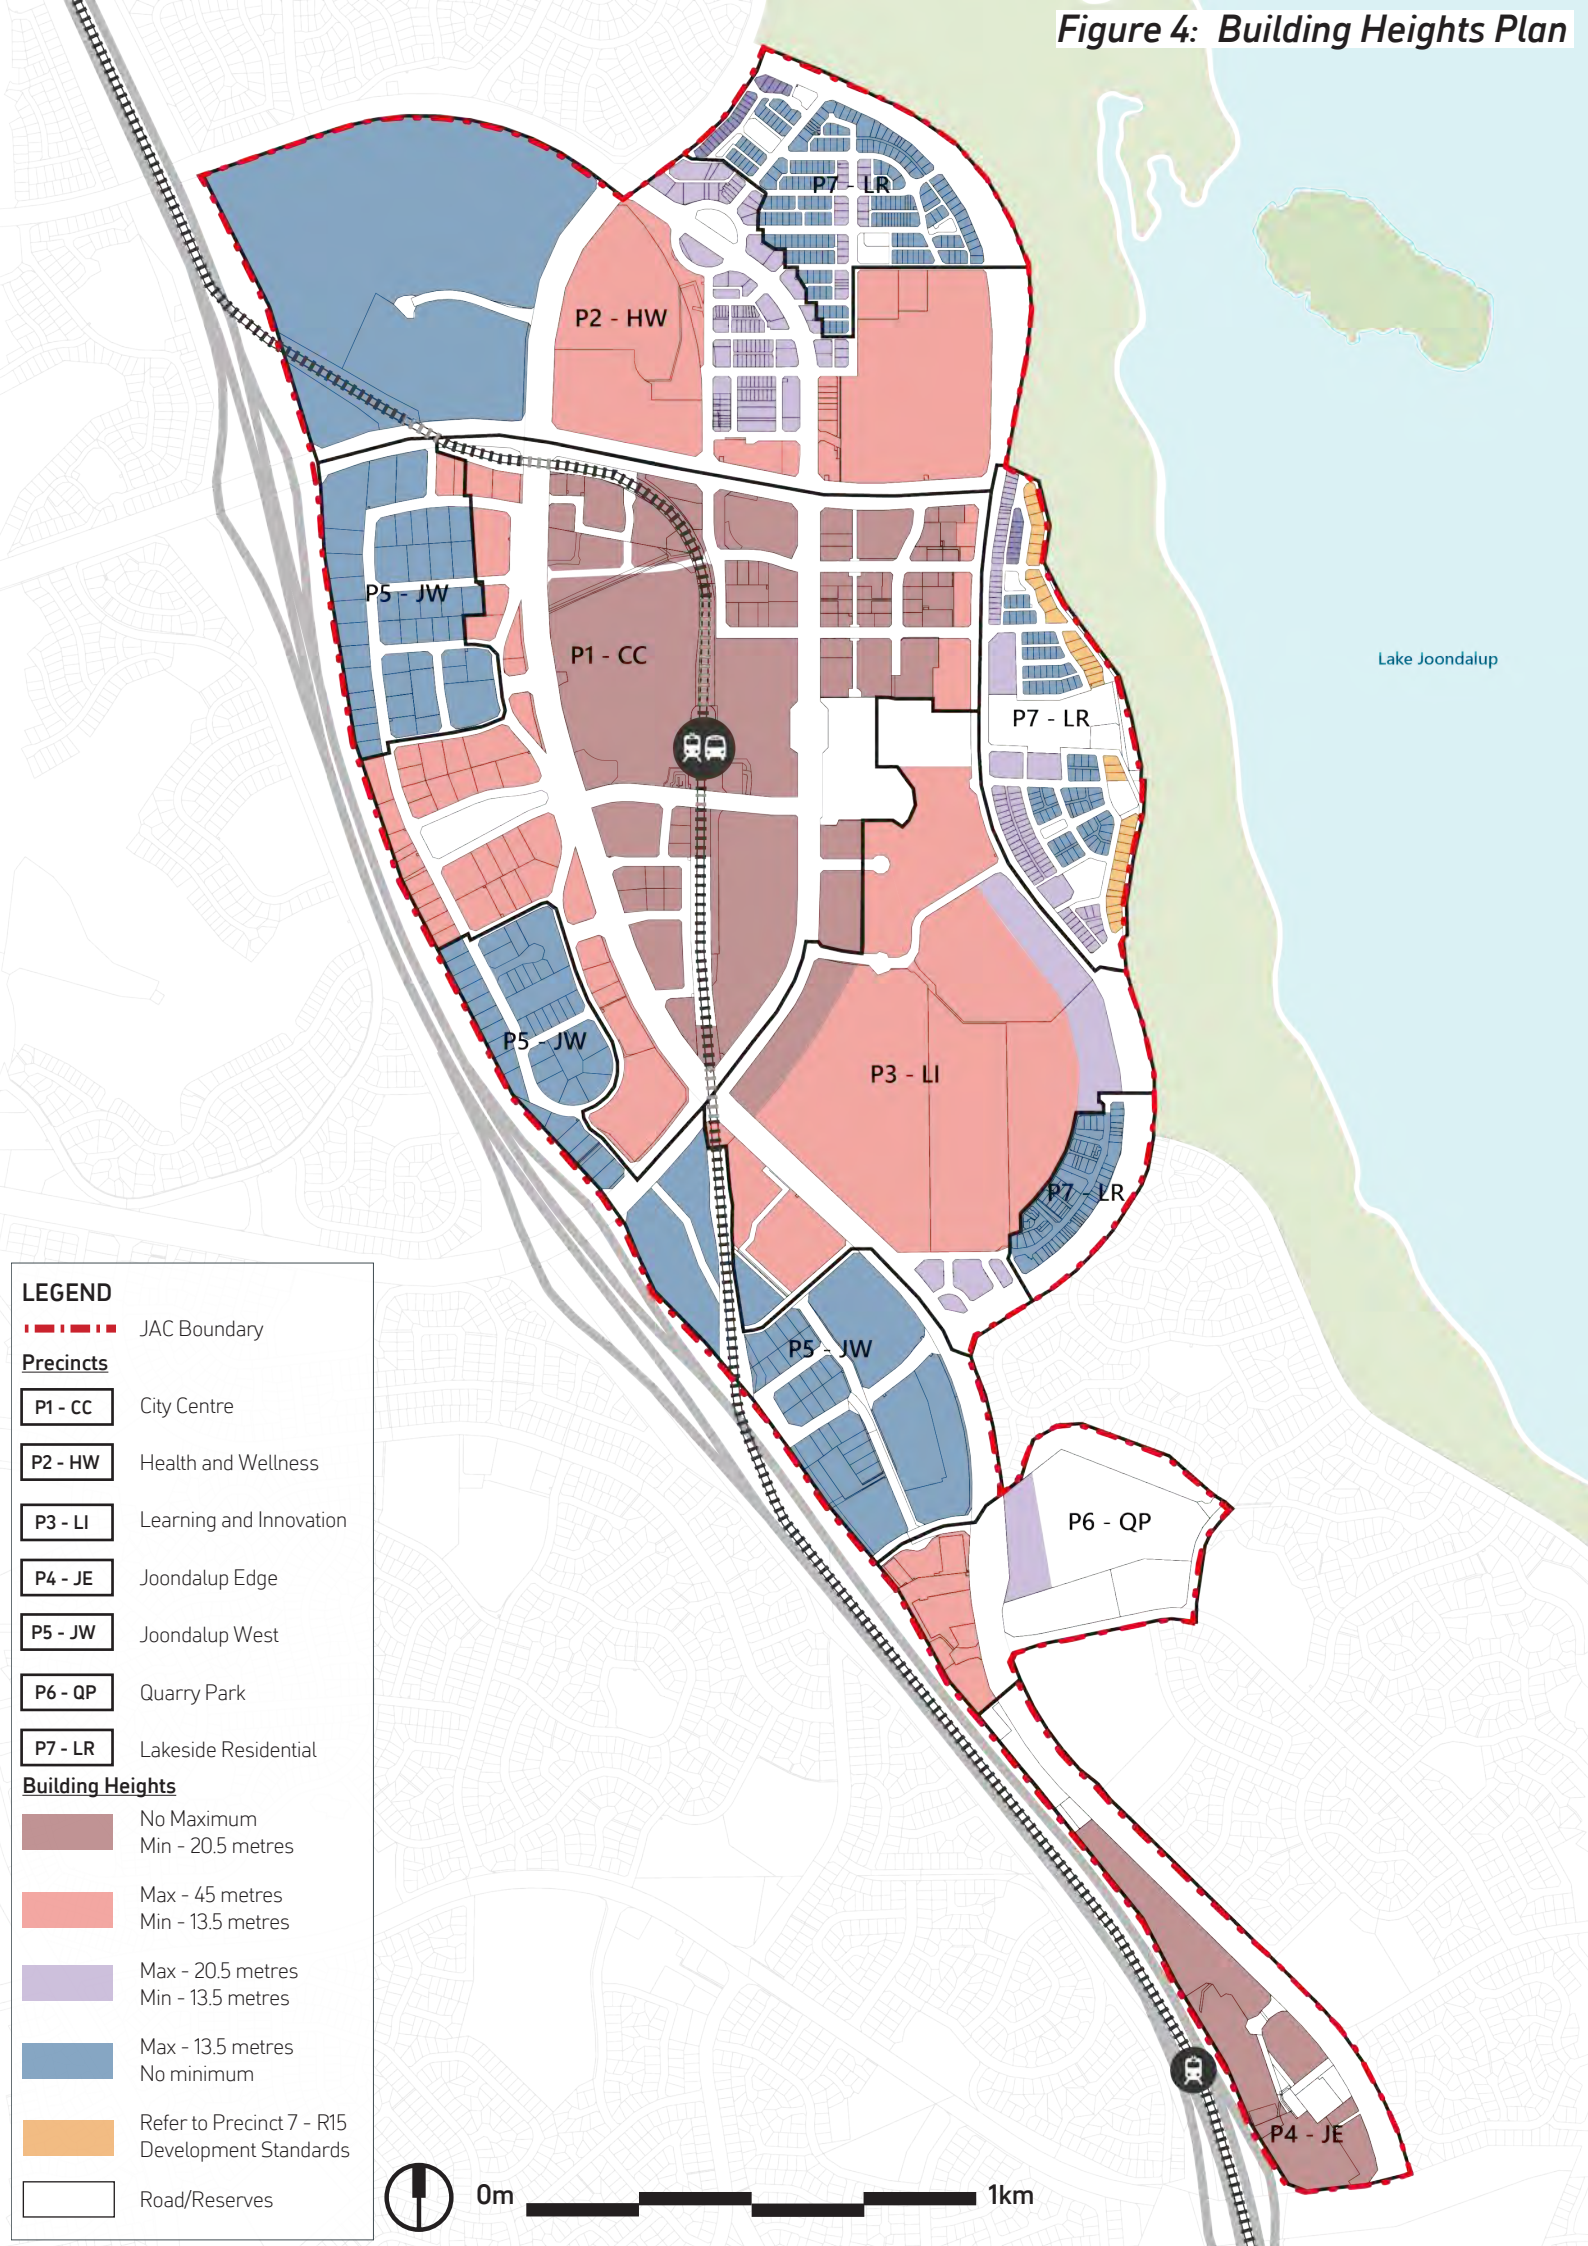 Figure 4: Building Heights Plan
P7 - LR
P2 - HW
P5 - JW
P1 - CC
Lake Joondalup
P7 - LR
P5 - JW
P3 - LI
P7 - LR
P5 - JW
P6 - QP
P4 - JE
LEGEND
JAC Boundary
Precincts
P1 - CC City Centre
P2 - HW Health and Wellness
P3 - LI Learning and Innovation
P4 - JE Joondalup Edge
P5 - JW Joondalup West
P6 - QP Quarry Park
P7 - LR Lakeside Residential
Building Heights
No Maximum
Min - 20.5 metres
Max - 45 metres
Min - 13.5 metres
Max - 20.5 metres
Min - 13.5 metres
Max - 13.5 metres
No minimum
Refer to Precinct 7 - R15
Development Standards
Road/Reserves
0m 1km